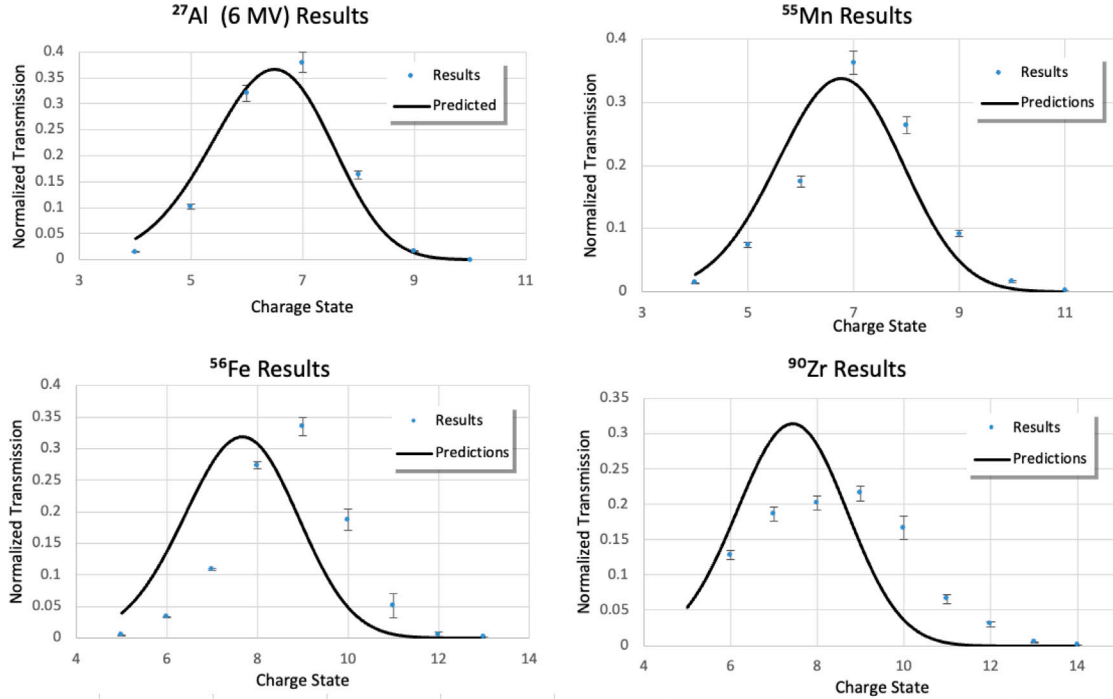 ²⁷Al (6 MV) Results
0.4
0.35
0.3
0.25
0.2
0.15
0.1
0.05
0
Normalized Transmission
Results
Predicted
3 5 7 9 11
Charage State
⁵⁵Mn Results
0.4
0.3
0.2
0.1
0
Normalized Transmission
Results
Predictions
3 5 7 9 11
Charge State
⁵⁶Fe Results
0.4
0.35
0.3
0.25
0.2
0.15
0.1
0.05
0
Normalized Transmission
Results
Predictions
4 6 8 10 12 14
Charge State
⁹⁰Zr Results
0.35
0.3
0.25
0.2
0.15
0.1
0.05
0
Normalized Transmission
Results
Predictions
4 6 8 10 12 14
Charge State